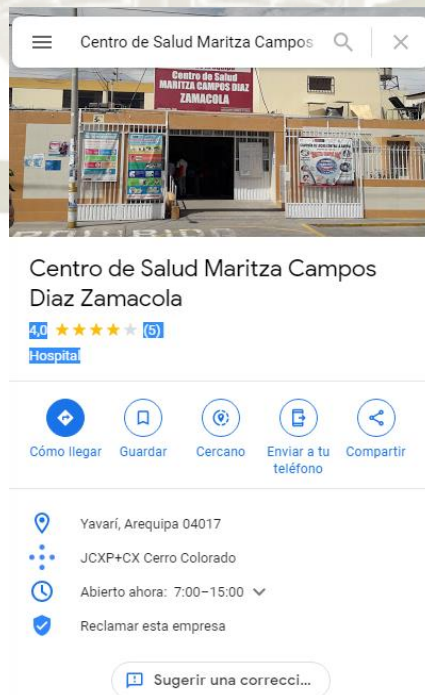 Centro de Salud Maritza Campos
Centro de Salud
MARITZA CAMPOS DIAZ
ZAMACOLA
Centro de Salud Maritza Campos
Diaz Zamacola
4,0 (5)
Hospital
Cómo llegar
Guardar
Cercano
Enviar a tu
teléfono
Compartir
Yavarí, Arequipa 04017
JCXP+CX Cerro Colorado
Abierto ahora: 7:00–15:00
Reclamar esta empresa
Sugerir una correcci...